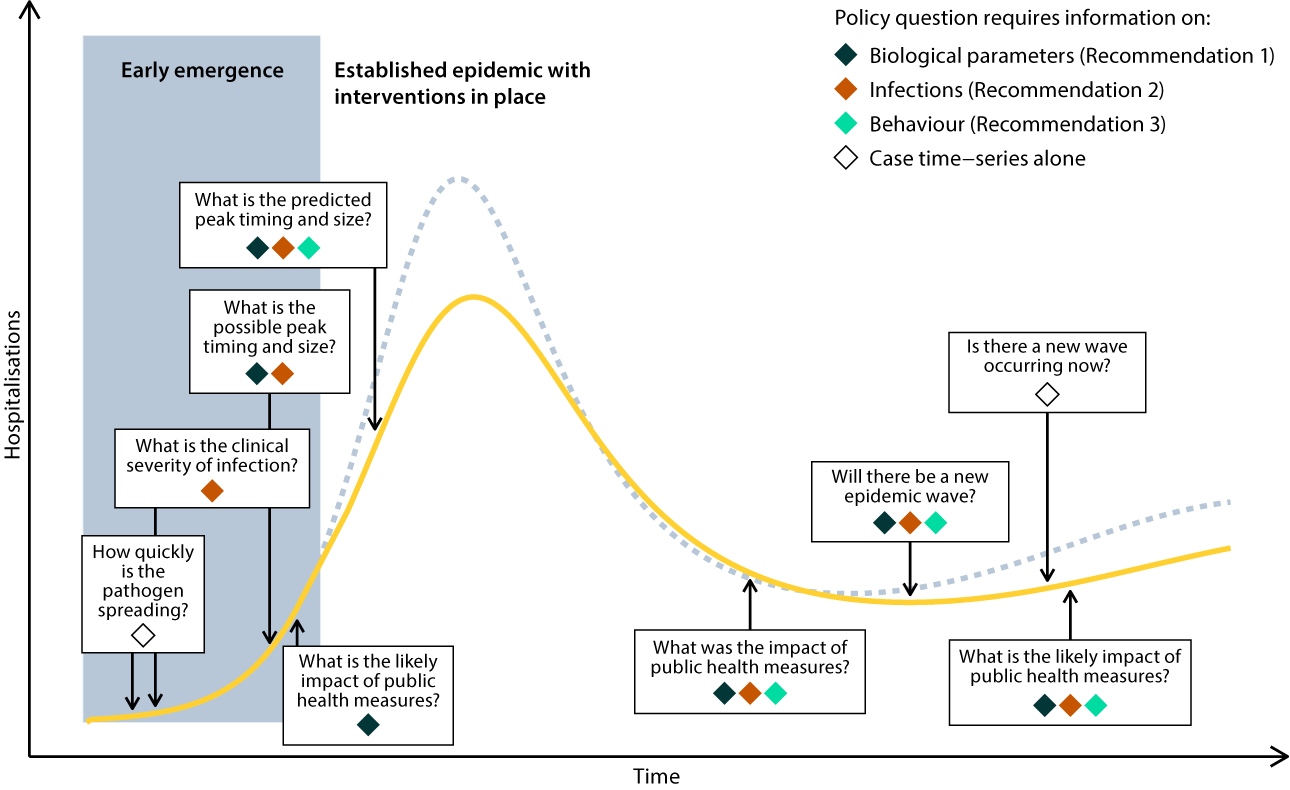 Policy question requires information on:
Biological parameters (Recommendation 1)
Infections (Recommendation 2)
Behaviour (Recommendation 3)
Case time−series alone
Early emergence
Established epidemic with
interventions in place
What is the predicted
peak timing and size?
What is the
possible peak
timing and size?
What is the clinical
severity of infection?
How quickly
is the
pathogen
spreading?
What is the likely
impact of public
health measures?
What was the impact of
public health measures?
Will there be a new
epidemic wave?
Is there a new wave
occurring now?
What is the likely impact of
public health measures?
Hospitalisations
Time